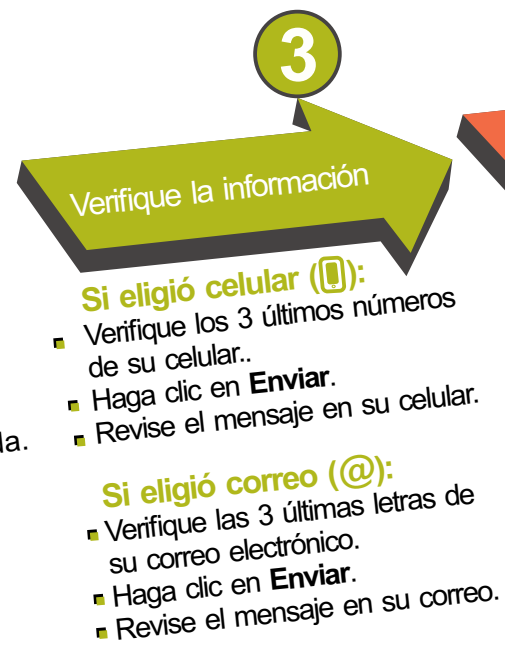 3
Verifique la información
Si eligió celular ():
Verifique los 3 últimos números
de su celular..
Haga clic en Enviar.
Revise el mensaje en su celular.
la.
Si eligió correo (@):
Verifique las 3 últimas letras de
su correo electrónico.
Haga clic en Enviar.
Revise el mensaje en su correo.